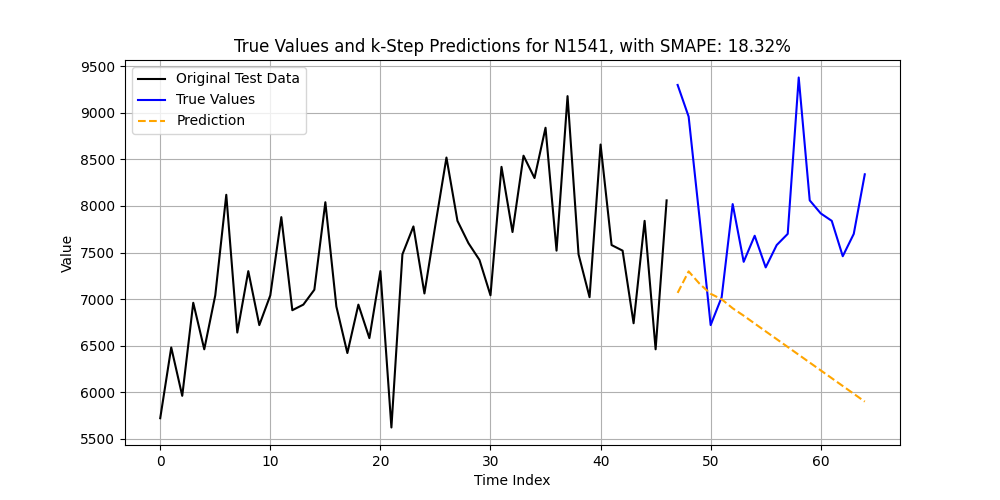 True Values and k-Step Predictions for N1541, with SMAPE: 18.32%
Original Test Data
True Values
Prediction
9500
9000
8500
8000
7500
7000
6500
6000
5500
Value
0 10 20 30 40 50 60
Time Index